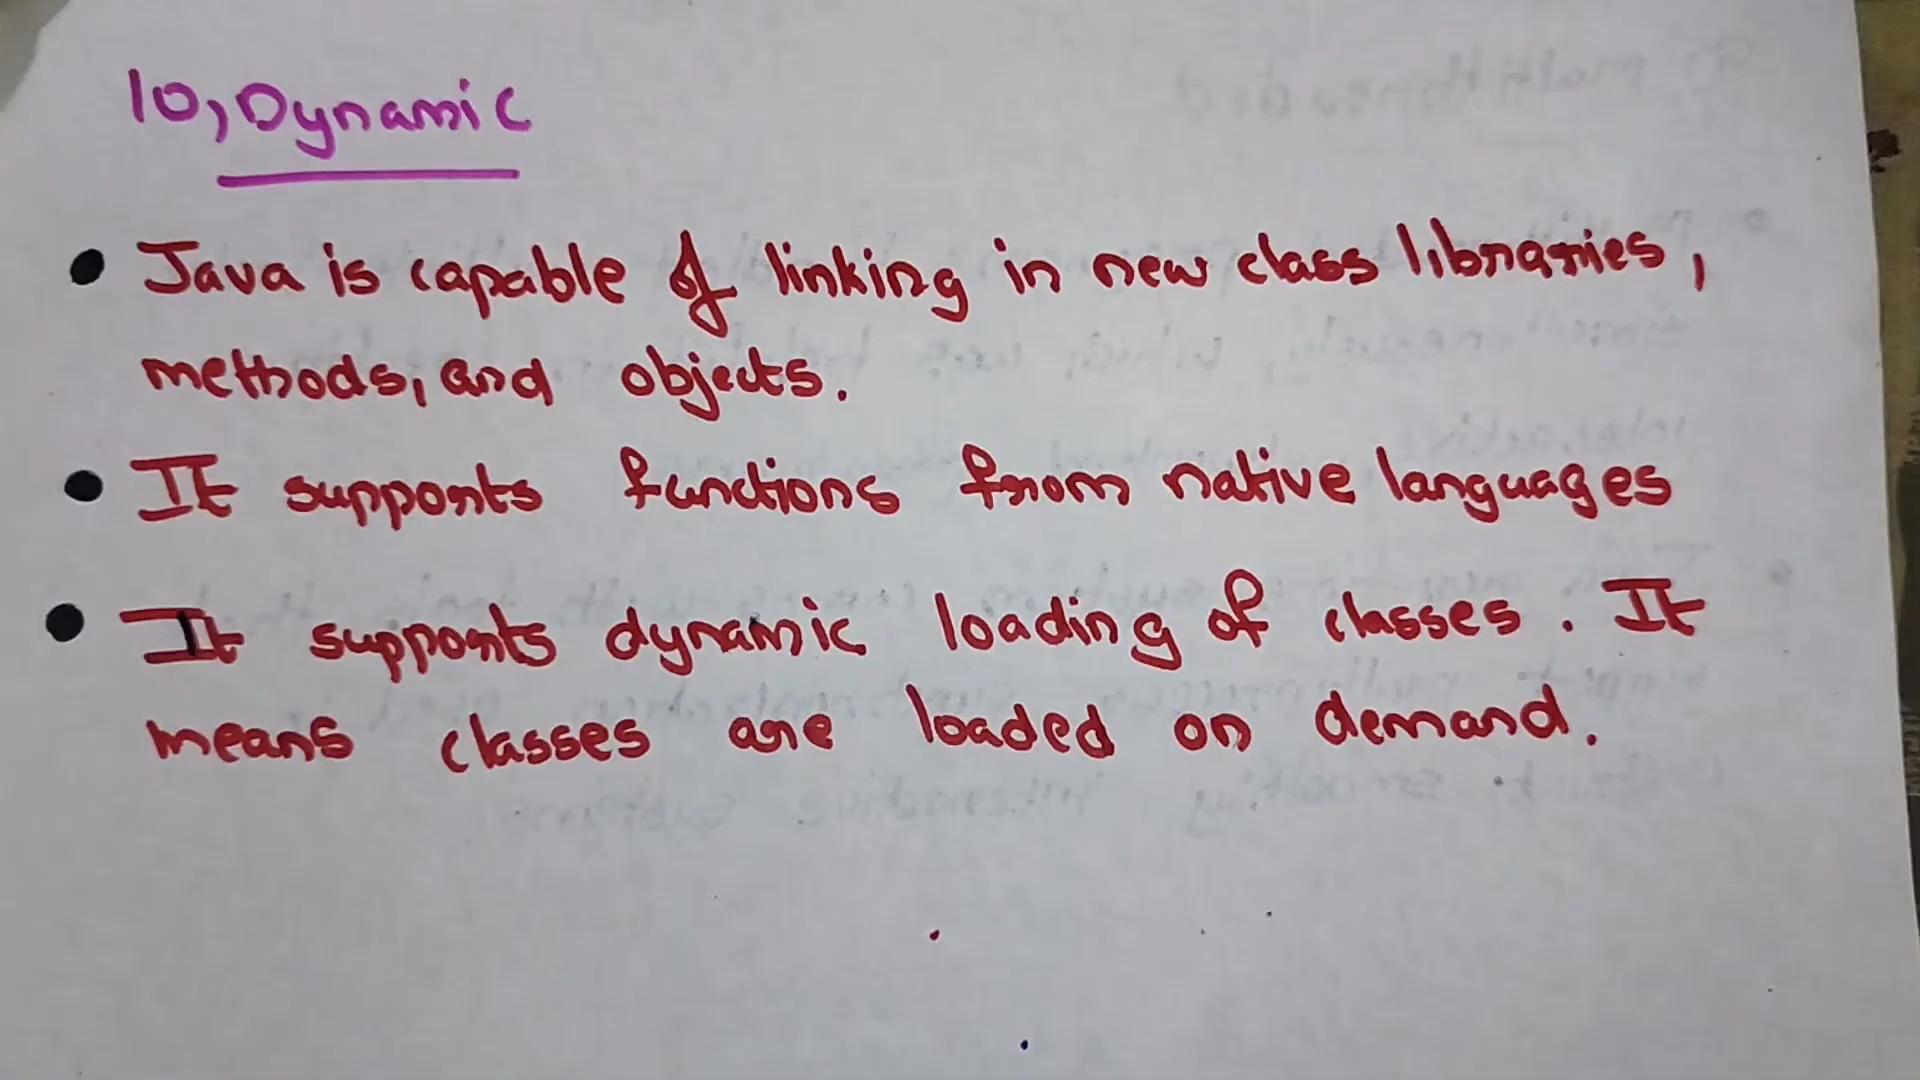 10, Dynamic
Java is capable of linking in new class libraries,
methods, and objects.
It supports functions from native languages
It supports dynamic loading of classes. It
means classes are loaded on demand.